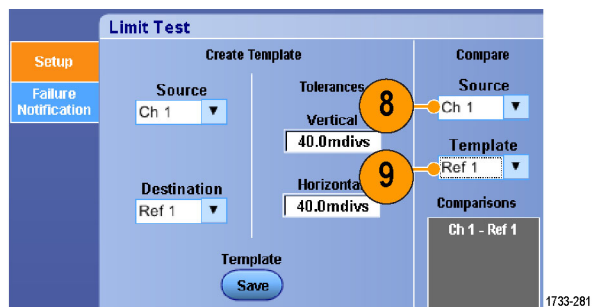 Limit Test
Setup
Failure
Notification
Create Template
Source
Ch 1
Destination
Ref 1
Tolerances
Vertical
40.0mdivs
Horizontal
40.0mdivs
Template
Save
Compare
8
Source
Ch 1
9
Template
Ref 1
Comparisons
Ch 1 - Ref 1
1733-281